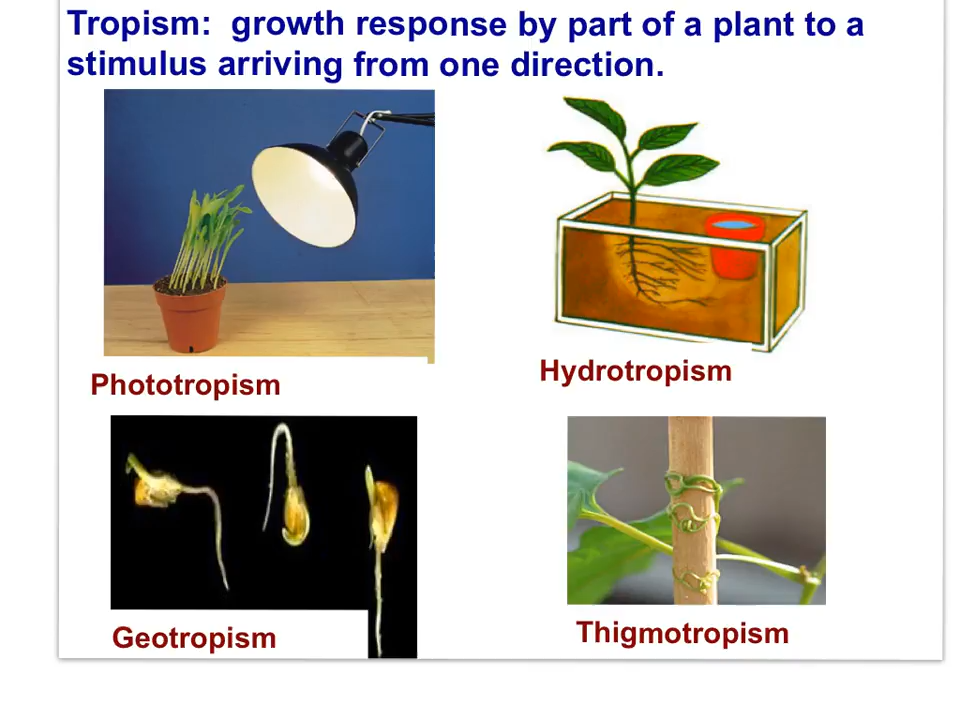 Tropism:  growth response by part of a plant to a
stimulus arriving from one direction.
Phototropism
Hydrotropism
Geotropism
Thigmotropism